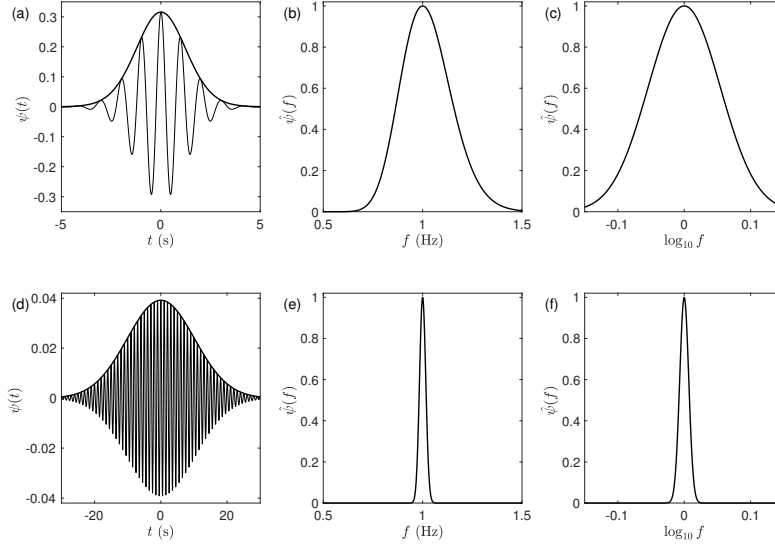 (a)
0.3
0.2
0.1
0
-0.1
-0.2
-0.3
ψ(t)
-5 0 5
t (s)
(b)
1
0.8
0.6
0.4
0.2
0
ψ̂(f)
0.5 1 1.5
f (Hz)
(c)
1
0.8
0.6
0.4
0.2
0
ψ̂(f)
-0.1 0 0.1
log₁₀ f
(d)
0.04
0.02
0
-0.02
-0.04
ψ(t)
-20 0 20
t (s)
(e)
1
0.8
0.6
0.4
0.2
0
ψ̂(f)
0.5 1 1.5
f (Hz)
(f)
1
0.8
0.6
0.4
0.2
0
ψ̂(f)
-0.1 0 0.1
log₁₀ f